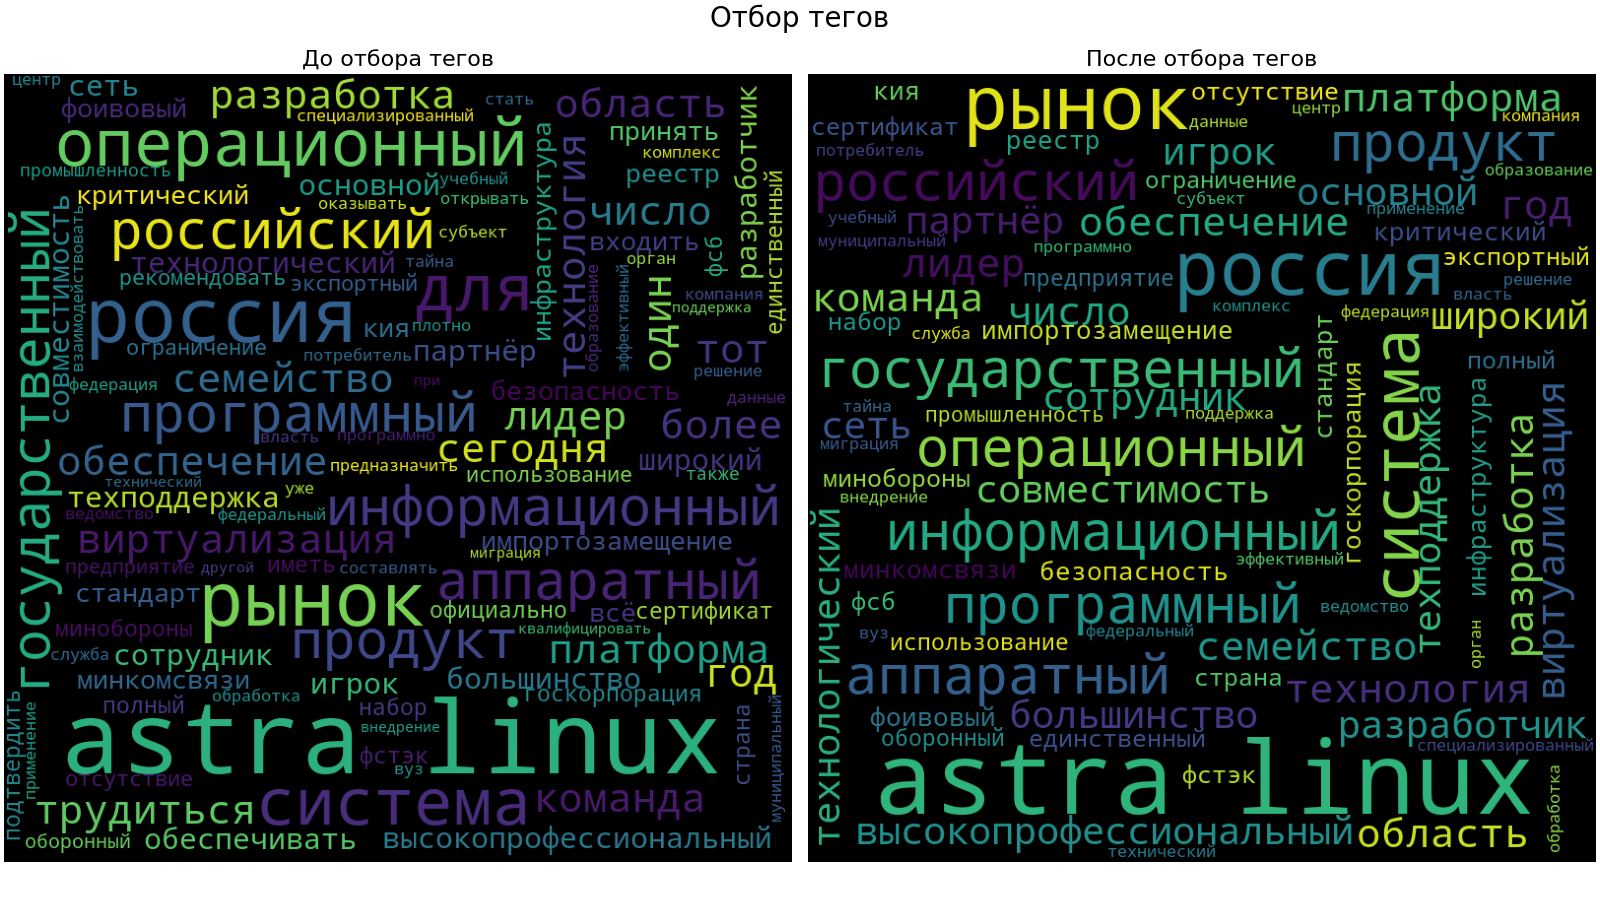 Отбор тегов
До отбора тегов
центр
сеть
разработка
стать
область
фоивовый
специализированный
операционный
принять
разработчик
комплекс
промышленность
основной
учебный
реестр
критический
оказывать
открывать
инфраструктура
технология
число
единственный
государственный
совместимость
взаимодействовать
российский
субъект
входить
фсб
технологический
тайна
орган
рекомендовать
экспортный
для
россия
образование
эффективный
один
компания
поддержка
кия
плотно
ограничение
потребитель
партнёр
тот
решение
федерация
семейство
при
безопасность
данные
программный
лидер
более
власть
программно
сегодня
обеспечение
предназначить
использование
широкий
также
технический
техподдержка
уже
ведомство
федеральный
информационный
виртуализация
миграция
импортозамещение
предприятие
другой
иметь
составлять
аппаратный
стандарт
рынок
официально
всё
сертификат
минобороны
квалифицировать
продукт
служба
сотрудник
платформа
минкомсвязи
игрок
большинство
год
обработка
госкорпорация
полный
набор
внедрение
astra linux
подтвердить
применение
страна
муниципальный
фстэк
вуз
отсутствие
трудиться
система
команда
оборонный
обеспечивать
высокопрофессиональный
После отбора тегов
кия
рынок
отсутствие
центр
платформа
компания
сертификат
данные
потребитель
реестр
игрок
продукт
образование
российский
ограничение
субъект
основной
год
учебный
партнёр
применение
муниципальный
обеспечение
критический
программно
лидер
предприятие
россия
экспортный
решение
команда
число
комплекс
власть
набор
служба
импортозамещение
федерация
широкий
стандарт
государственный
госкорпорация
система
полный
сотрудник
тайна
сеть
промышленность
поддержка
миграция
операционный
техподдержка
инфраструктура
разработка
виртуализация
минобороны
внедрение
совместимость
технологический
информационный
эффективный
минкомсвязи
безопасность
фсб
программный
ведомство
вуз
использование
федеральный
семейство
орган
аппаратный
страна
технология
фоивовый
большинство
разработчик
оборонный
единственный
специализированный
astra linux
фстэк
обработка
высокопрофессиональный
область
технический